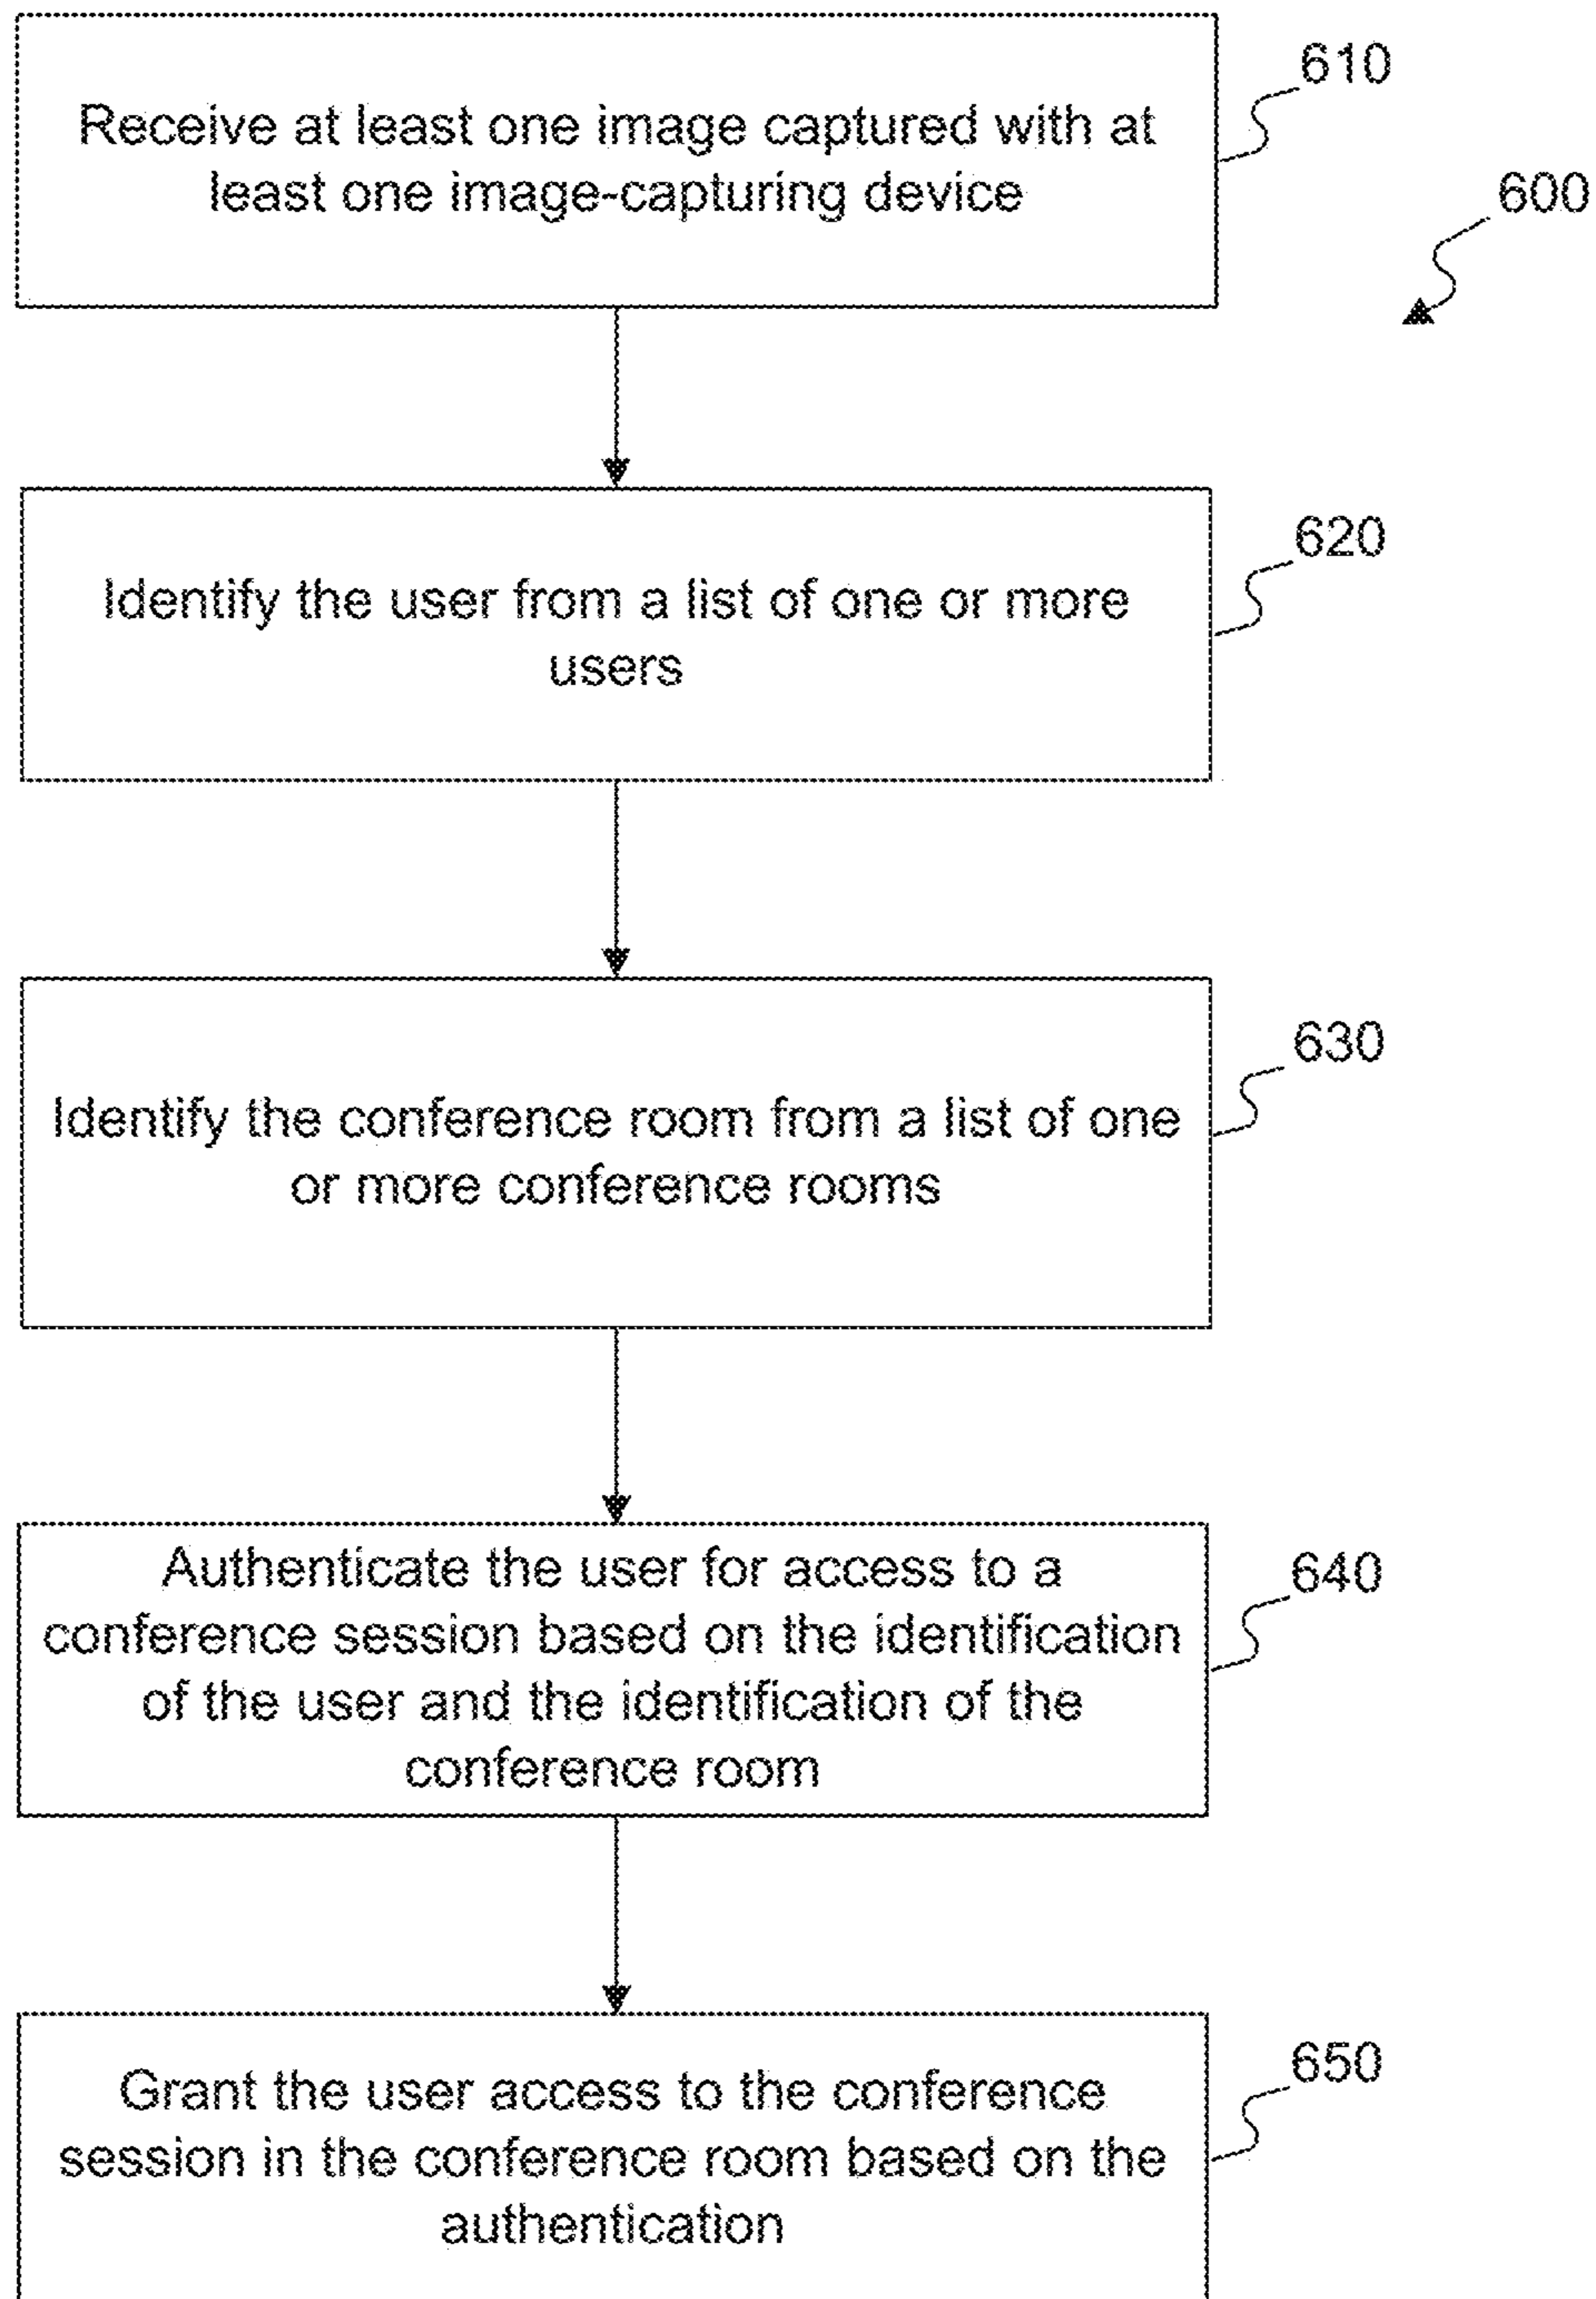 Receive at least one image captured with at
least one image-capturing device
610
600
Identify the user from a list of one or more
users
620
Identify the conference room from a list of one
or more conference rooms
630
Authenticate the user for access to a
conference session based on the identification
of the user and the identification of the
conference room
640
Grant the user access to the conference
session in the conference room based on the
authentication
650